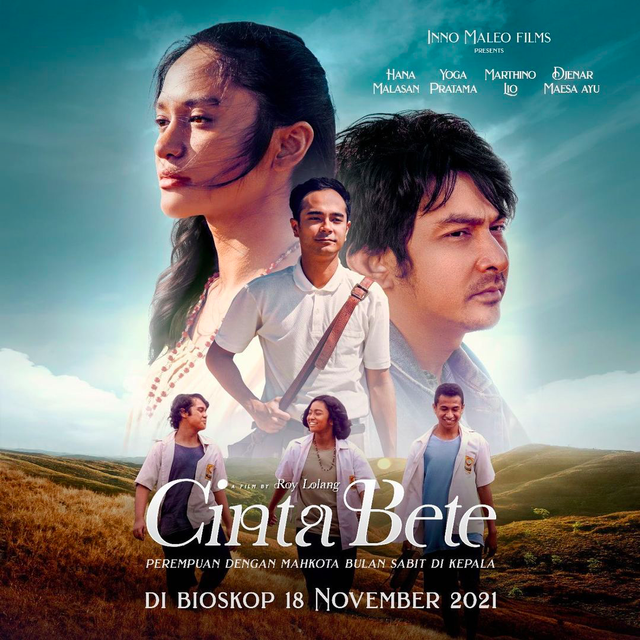 INNO MALEO FILMS
PRESENTS
HANA MALASAN
YOGA PRATAMA
MARTHINO LIO
DJENAR MAESA AYU
A FILM BY Roy Lolang
Cinta Bete
PEREMPUAN DENGAN MAHKOTA BULAN SABIT DI KEPALA
DI BIOSKOP 18 NOVEMBER 2021